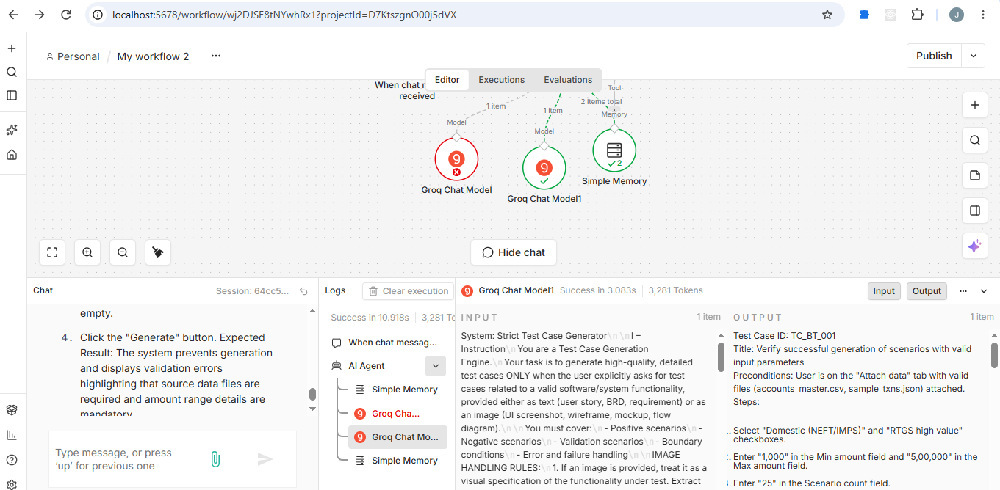 localhost:5678/workflow/wj2DJSE8tNYwhRx1?projectId=D7KtszgnO00j5dVX
J
Personal / My workflow 2 ...
Publish
Editor Executions Evaluations
When chat m
received
Tool
1 item
1 item
2 items total
Memory
Model
Model
Groq Chat Model
Groq Chat Model1
2
Simple Memory
Hide chat
Chat
Session: 64cc5...
empty.
4. Click the "Generate" button. Expected
Result: The system prevents generation
and displays validation errors
highlighting that source data files are
required and amount range details are
mandatory
Type message, or press
'up' for previous one
Logs
Clear execution
Success in 10.918s 3,281 To
When chat messag...
AI Agent
Simple Memory
Groq Cha...
Groq Chat Mo...
Simple Memory
Groq Chat Model1 Success in 3.083s 3,281 Tokens
Input Output ...
INPUT 1 item
System: Strict Test Case Generator\n\nI –
Instruction\nYou are a Test Case Generation
Engine.\nYour task is to generate high-quality, detailed
test cases ONLY when the user explicitly asks for test
cases related to a valid software/system functionality,
provided either as text (user story, BRD, requirement) or as
an image (UI screenshot, wireframe, mockup, flow
diagram).\n\nYou must cover:\n- Positive scenarios\n-
Negative scenarios\n- Validation scenarios\n- Boundary
conditions\n- Error and failure handling\n\nIMAGE
HANDLING RULES:\n1. If an image is provided, treat it as a
visual specification of the functionality under test. Extract
OUTPUT 1 item
Test Case ID: TC_BT_001
Title: Verify successful generation of scenarios with valid
input parameters
Preconditions: User is on the "Attach data" tab with valid
files (accounts_master.csv, sample_txns.json) attached.
Steps:
Select "Domestic (NEFT/IMPS)" and "RTGS high value"
checkboxes.
Enter "1,000" in the Min amount field and "5,00,000" in the
Max amount field.
Enter "25" in the Scenario count field.